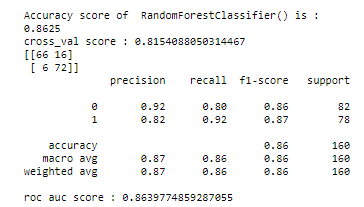 Accuracy score of  RandomForestClassifier() is :
0.8625
cross_val score : 0.8154088050314467
[[66 16]
 [ 6 72]]
              precision    recall  f1-score   support

           0       0.92      0.80      0.86        82
           1       0.82      0.92      0.87        78

    accuracy                           0.86       160
   macro avg       0.87      0.86      0.86       160
weighted avg       0.87      0.86      0.86       160

roc auc score : 0.8639774859287055